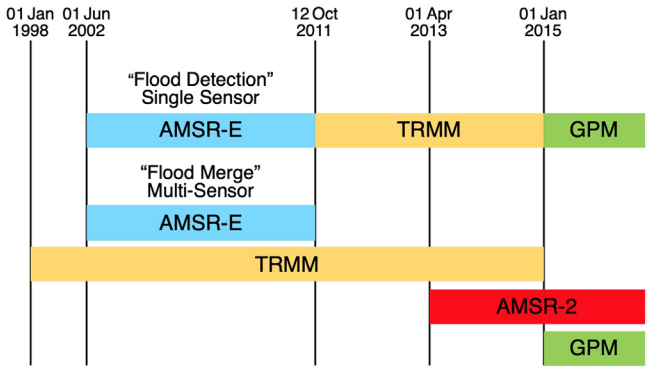 01 Jan 01 Jun 12 Oct 01 Apr 01 Jan
1998 2002 2011 2013 2015
“Flood Detection”
Single Sensor
AMSR-E TRMM GPM
“Flood Merge”
Multi-Sensor
AMSR-E
TRMM
AMSR-2
GPM